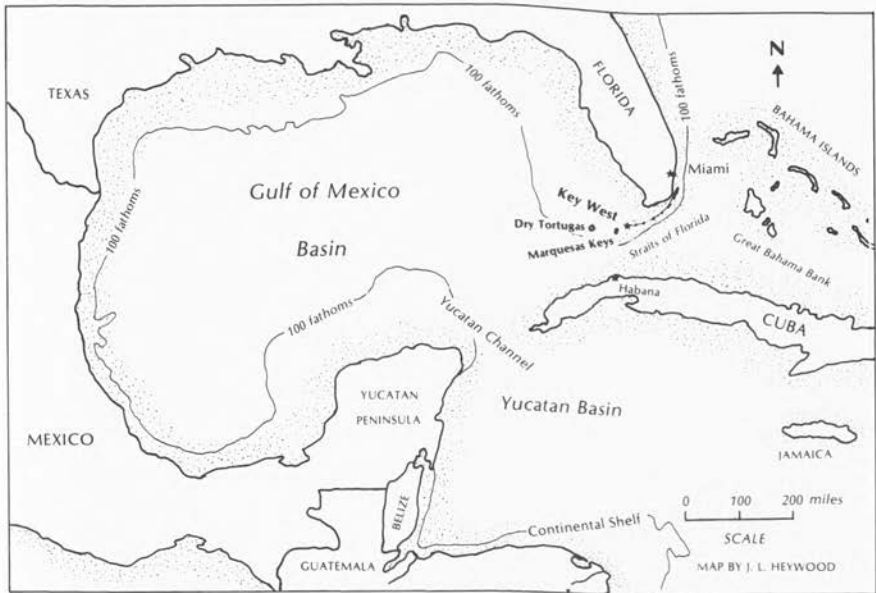 N
TEXAS
FLORIDA
100 fathoms
100 fathoms
BAHAMA ISLANDS
Miami
Gulf of Mexico
Basin
100 fathoms
Key West
Dry Tortugas
Marquesas Keys
Straits of Florida
Great Bahama Bank
Habana
100 fathoms
Yucatan Channel
CUBA
YUCATAN
PENINSULA
Yucatan Basin
MEXICO
JAMAICA
BELIZE
0 100 200 miles
SCALE
Continental Shelf
GUATEMALA
MAP BY J. L. HEYWOOD